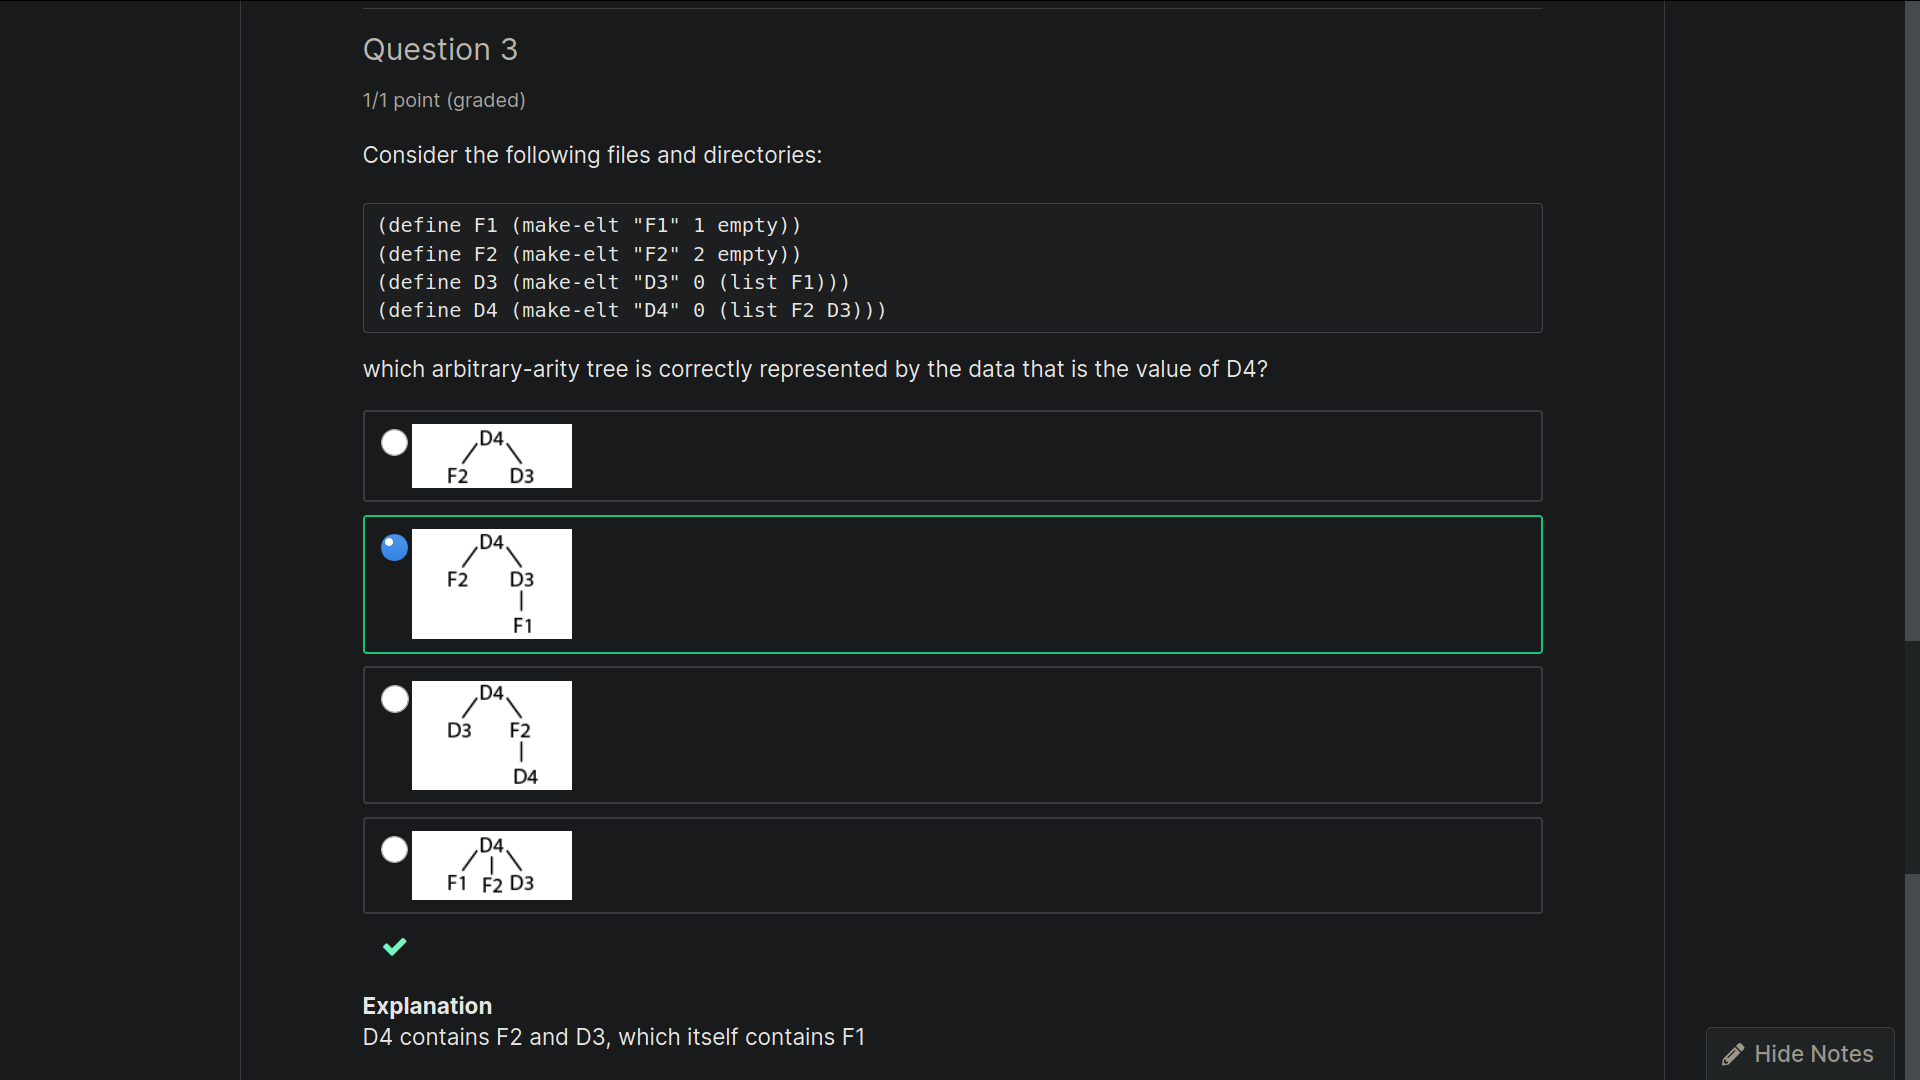 Question 3
1/1 point (graded)
Consider the following files and directories:
(define F1 (make-elt "F1" 1 empty))
(define F2 (make-elt "F2" 2 empty))
(define D3 (make-elt "D3" 0 (list F1)))
(define D4 (make-elt "D4" 0 (list F2 D3)))
which arbitrary-arity tree is correctly represented by the data that is the value of D4?
D4
F2 D3
D4
F2 D3
F1
D4
D3 F2
D4
D4
F1 F2 D3
Explanation
D4 contains F2 and D3, which itself contains F1
Hide Notes